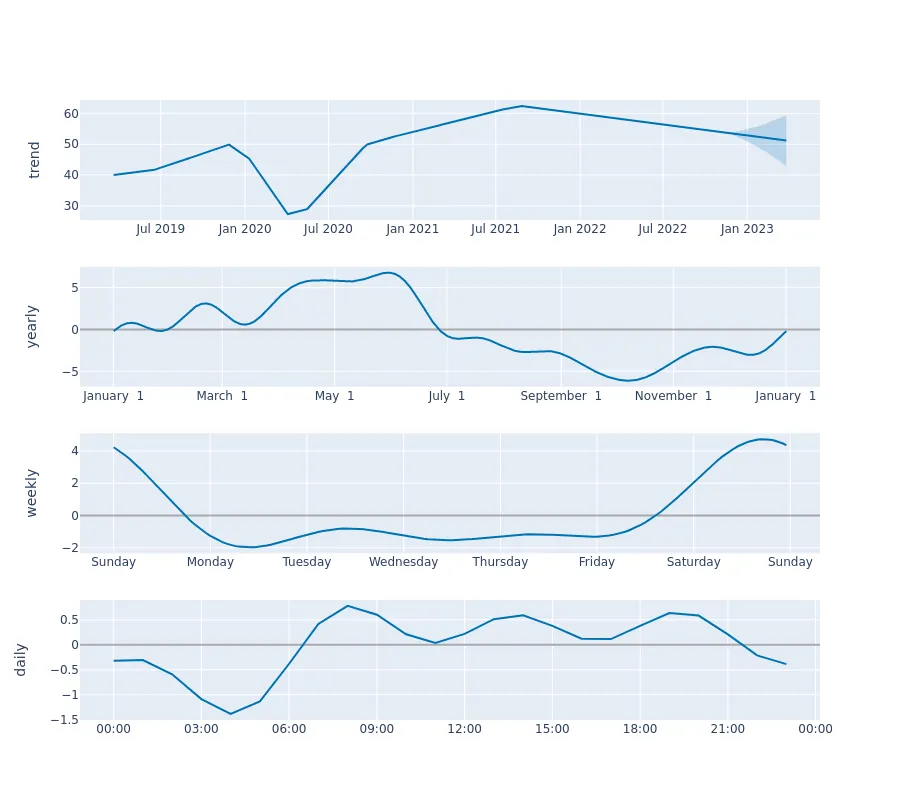 trend
60
50
40
30
Jul 2019 Jan 2020 Jul 2020 Jan 2021 Jul 2021 Jan 2022 Jul 2022 Jan 2023
yearly
5
0
−5
January 1 March 1 May 1 July 1 September 1 November 1 January 1
weekly
4
2
0
−2
Sunday Monday Tuesday Wednesday Thursday Friday Saturday Sunday
daily
0.5
0
−0.5
−1
−1.5
00:00 03:00 06:00 09:00 12:00 15:00 18:00 21:00 00:00